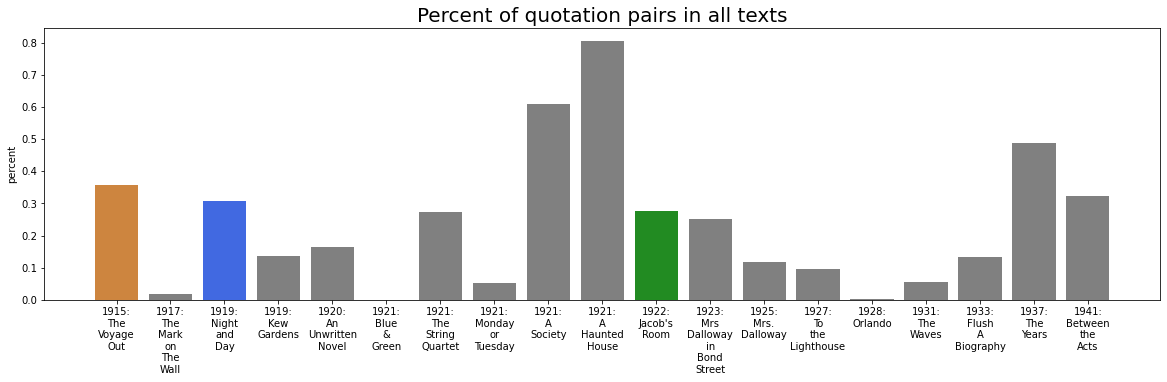 Percent of quotation pairs in all texts
percent
0.8
0.7
0.6
0.5
0.4
0.3
0.2
0.1
0.0
1915:
The
Voyage
Out
1917:
The
Mark
on
The
Wall
1919:
Night
and
Day
1919:
Kew
Gardens
1920:
An
Unwritten
Novel
1921:
Blue
&
Green
1921:
The
String
Quartet
1921:
Monday
or
Tuesday
1921:
A
Society
1921:
A
Haunted
House
1922:
Jacob's
Room
1923:
Mrs
Dalloway
in
Bond
Street
1925:
Mrs.
Dalloway
1927:
To
the
Lighthouse
1928:
Orlando
1931:
The
Waves
1933:
Flush
A
Biography
1937:
The
Years
1941:
Between
the
Acts